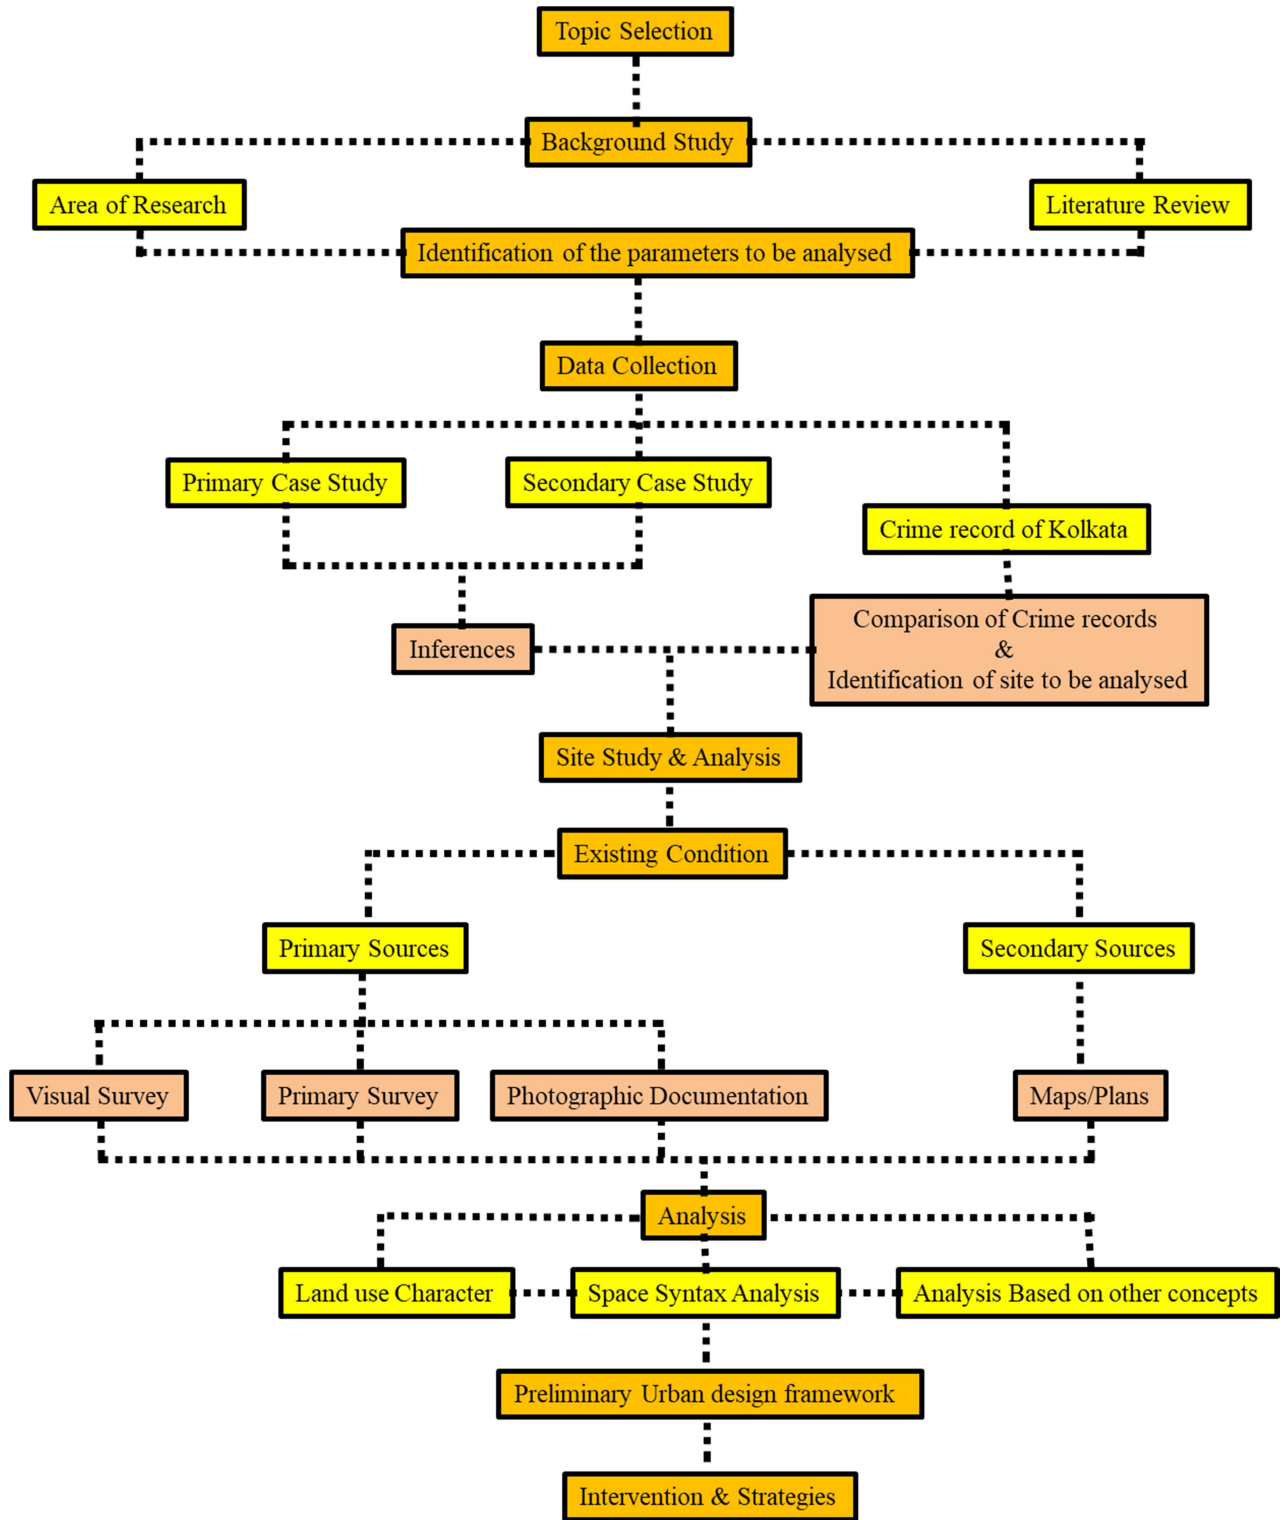 Topic Selection
Background Study
Area of Research
Literature Review
Identification of the parameters to be analysed
Data Collection
Primary Case Study
Secondary Case Study
Crime record of Kolkata
Inferences
Comparison of Crime records
&
Identification of site to be analysed
Site Study & Analysis
Existing Condition
Primary Sources
Secondary Sources
Visual Survey
Primary Survey
Photographic Documentation
Maps/Plans
Analysis
Land use Character
Space Syntax Analysis
Analysis Based on other concepts
Preliminary Urban design framework
Intervention & Strategies